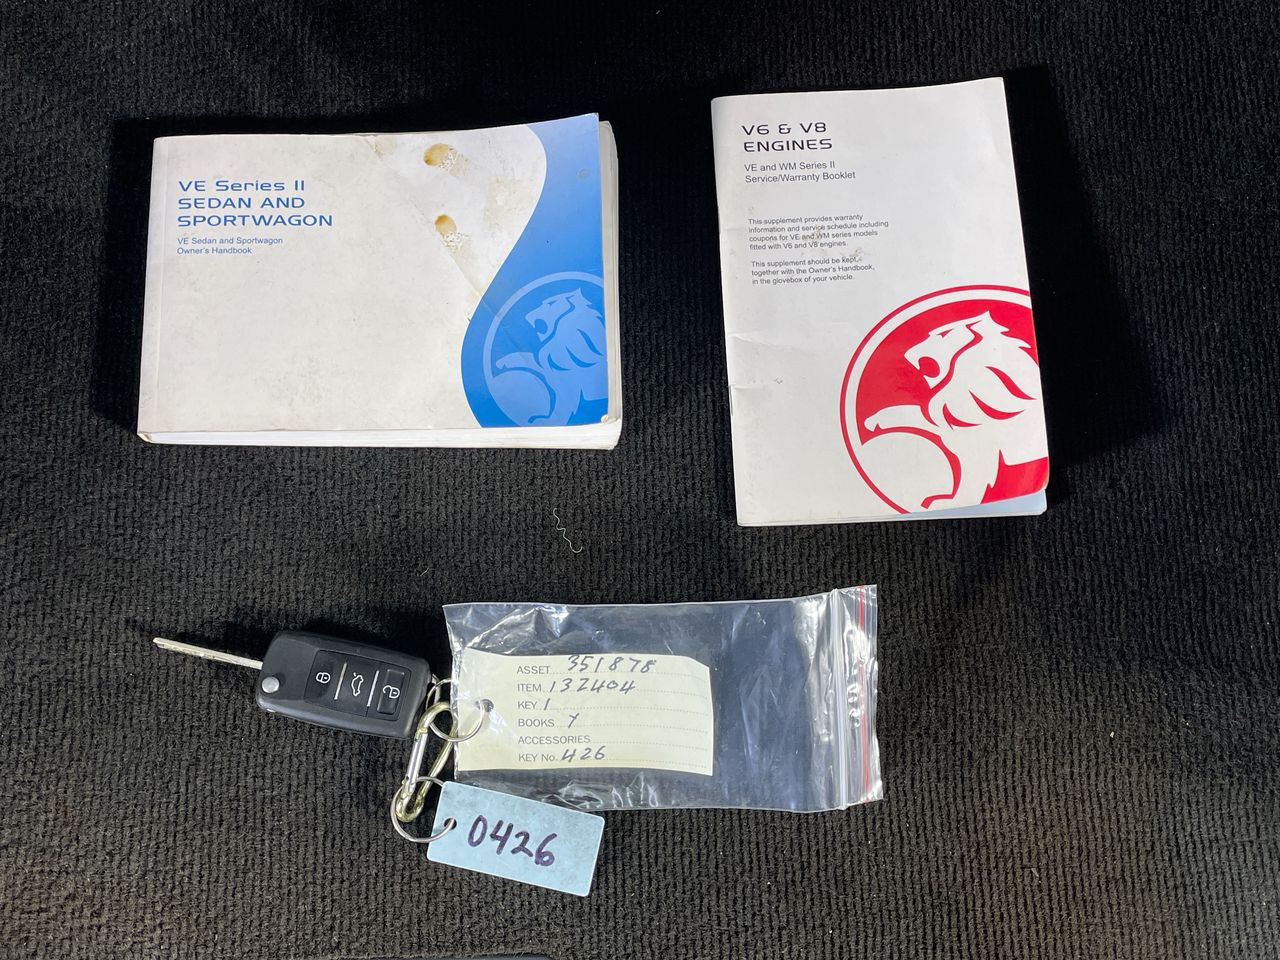 VE Series II
SEDAN AND
SPORTWAGON
VE Sedan and Sportwagon
Owner's Handbook
V6 & V8
ENGINES
VE and WM Series II
Service/Warranty Booklet
This supplement provides warranty
information and service schedule including
coupons for VE and WM series models
fitted with V6 and V8 engines.
This supplement should be kept
together with the Owner's Handbook,
in the glovebox of your vehicle.
ASSET 351878
ITEM 132404
KEY 1
BOOKS Y
ACCESSORIES
KEY No. 426
0426